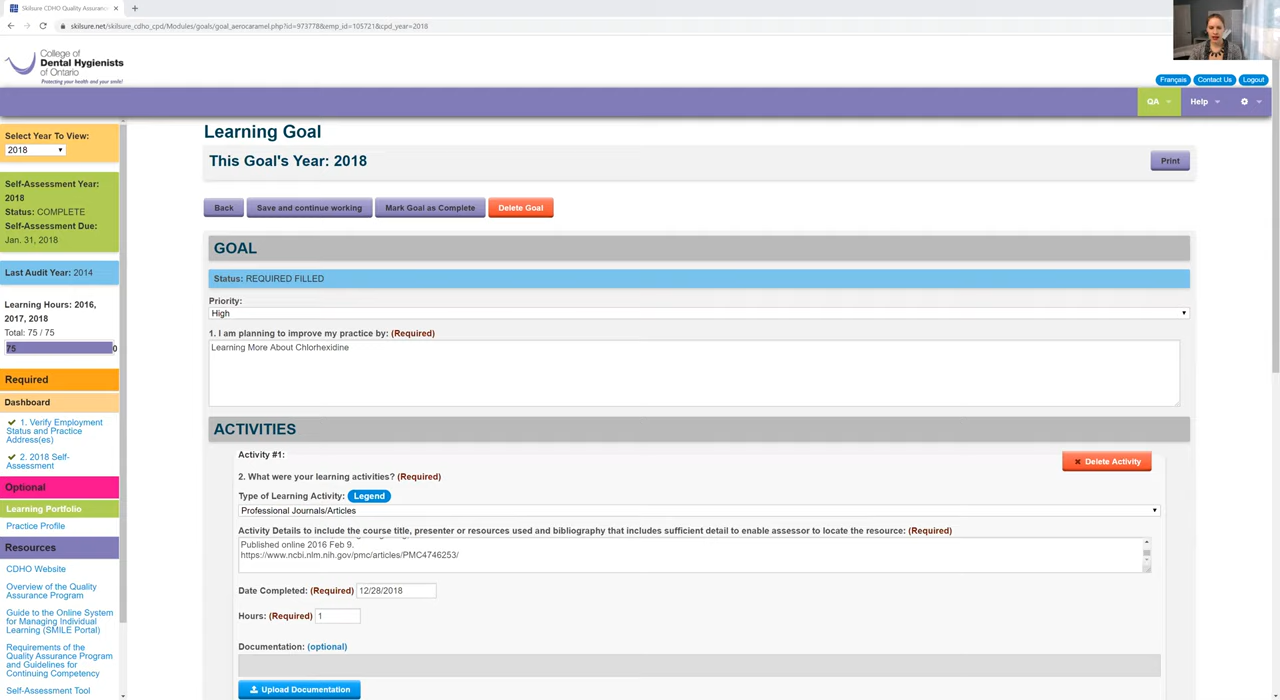 Skilsure CDHO Quality Assuranc
skilsure.net/skilsure_cdho_cpd/Modules/goals/goal_aerocaramel.php?id=973778&emp_id=105721&cpd_year=2018
College of
Dental Hygienists
of Ontario
Protecting your health and your smile!
Français
Contact Us
Logout
QA
Help
Select Year To View:
2018
Self-Assessment Year:
2018
Status: COMPLETE
Self-Assessment Due:
Jan. 31, 2018
Last Audit Year: 2014
Learning Hours: 2016,
2017, 2018
Total: 75 / 75
75 0
Required
Dashboard
1. Verify Employment
Status and Practice
Address(es)
2. 2018 Self-
Assessment
Optional
Learning Portfolio
Practice Profile
Resources
CDHO Website
Overview of the Quality
Assurance Program
Guide to the Online System
for Managing Individual
Learning (SMILE Portal)
Requirements of the
Quality Assurance Program
and Guidelines for
Continuing Competency
Self-Assessment Tool
Learning Goal
This Goal's Year: 2018
Print
Back
Save and continue working
Mark Goal as Complete
Delete Goal
GOAL
Status: REQUIRED FILLED
Priority:
High
1. I am planning to improve my practice by: (Required)
Learning More About Chlorhexidine
ACTIVITIES
Activity #1:
Delete Activity
2. What were your learning activities? (Required)
Type of Learning Activity: Legend
Professional Journals/Articles
Activity Details to include the course title, presenter or resources used and bibliography that includes sufficient detail to enable assessor to locate the resource: (Required)
Published online 2016 Feb 9.
https://www.ncbi.nlm.nih.gov/pmc/articles/PMC4746253/
Date Completed: (Required) 12/28/2018
Hours: (Required) 1
Documentation: (optional)
Upload Documentation